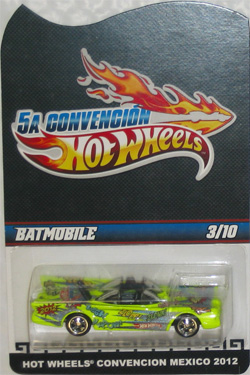 5A CONVENCIÓN
HOT WHEELS
BATMOBILE 3/10
HOT WHEELS® CONVENCION MEXICO 2012